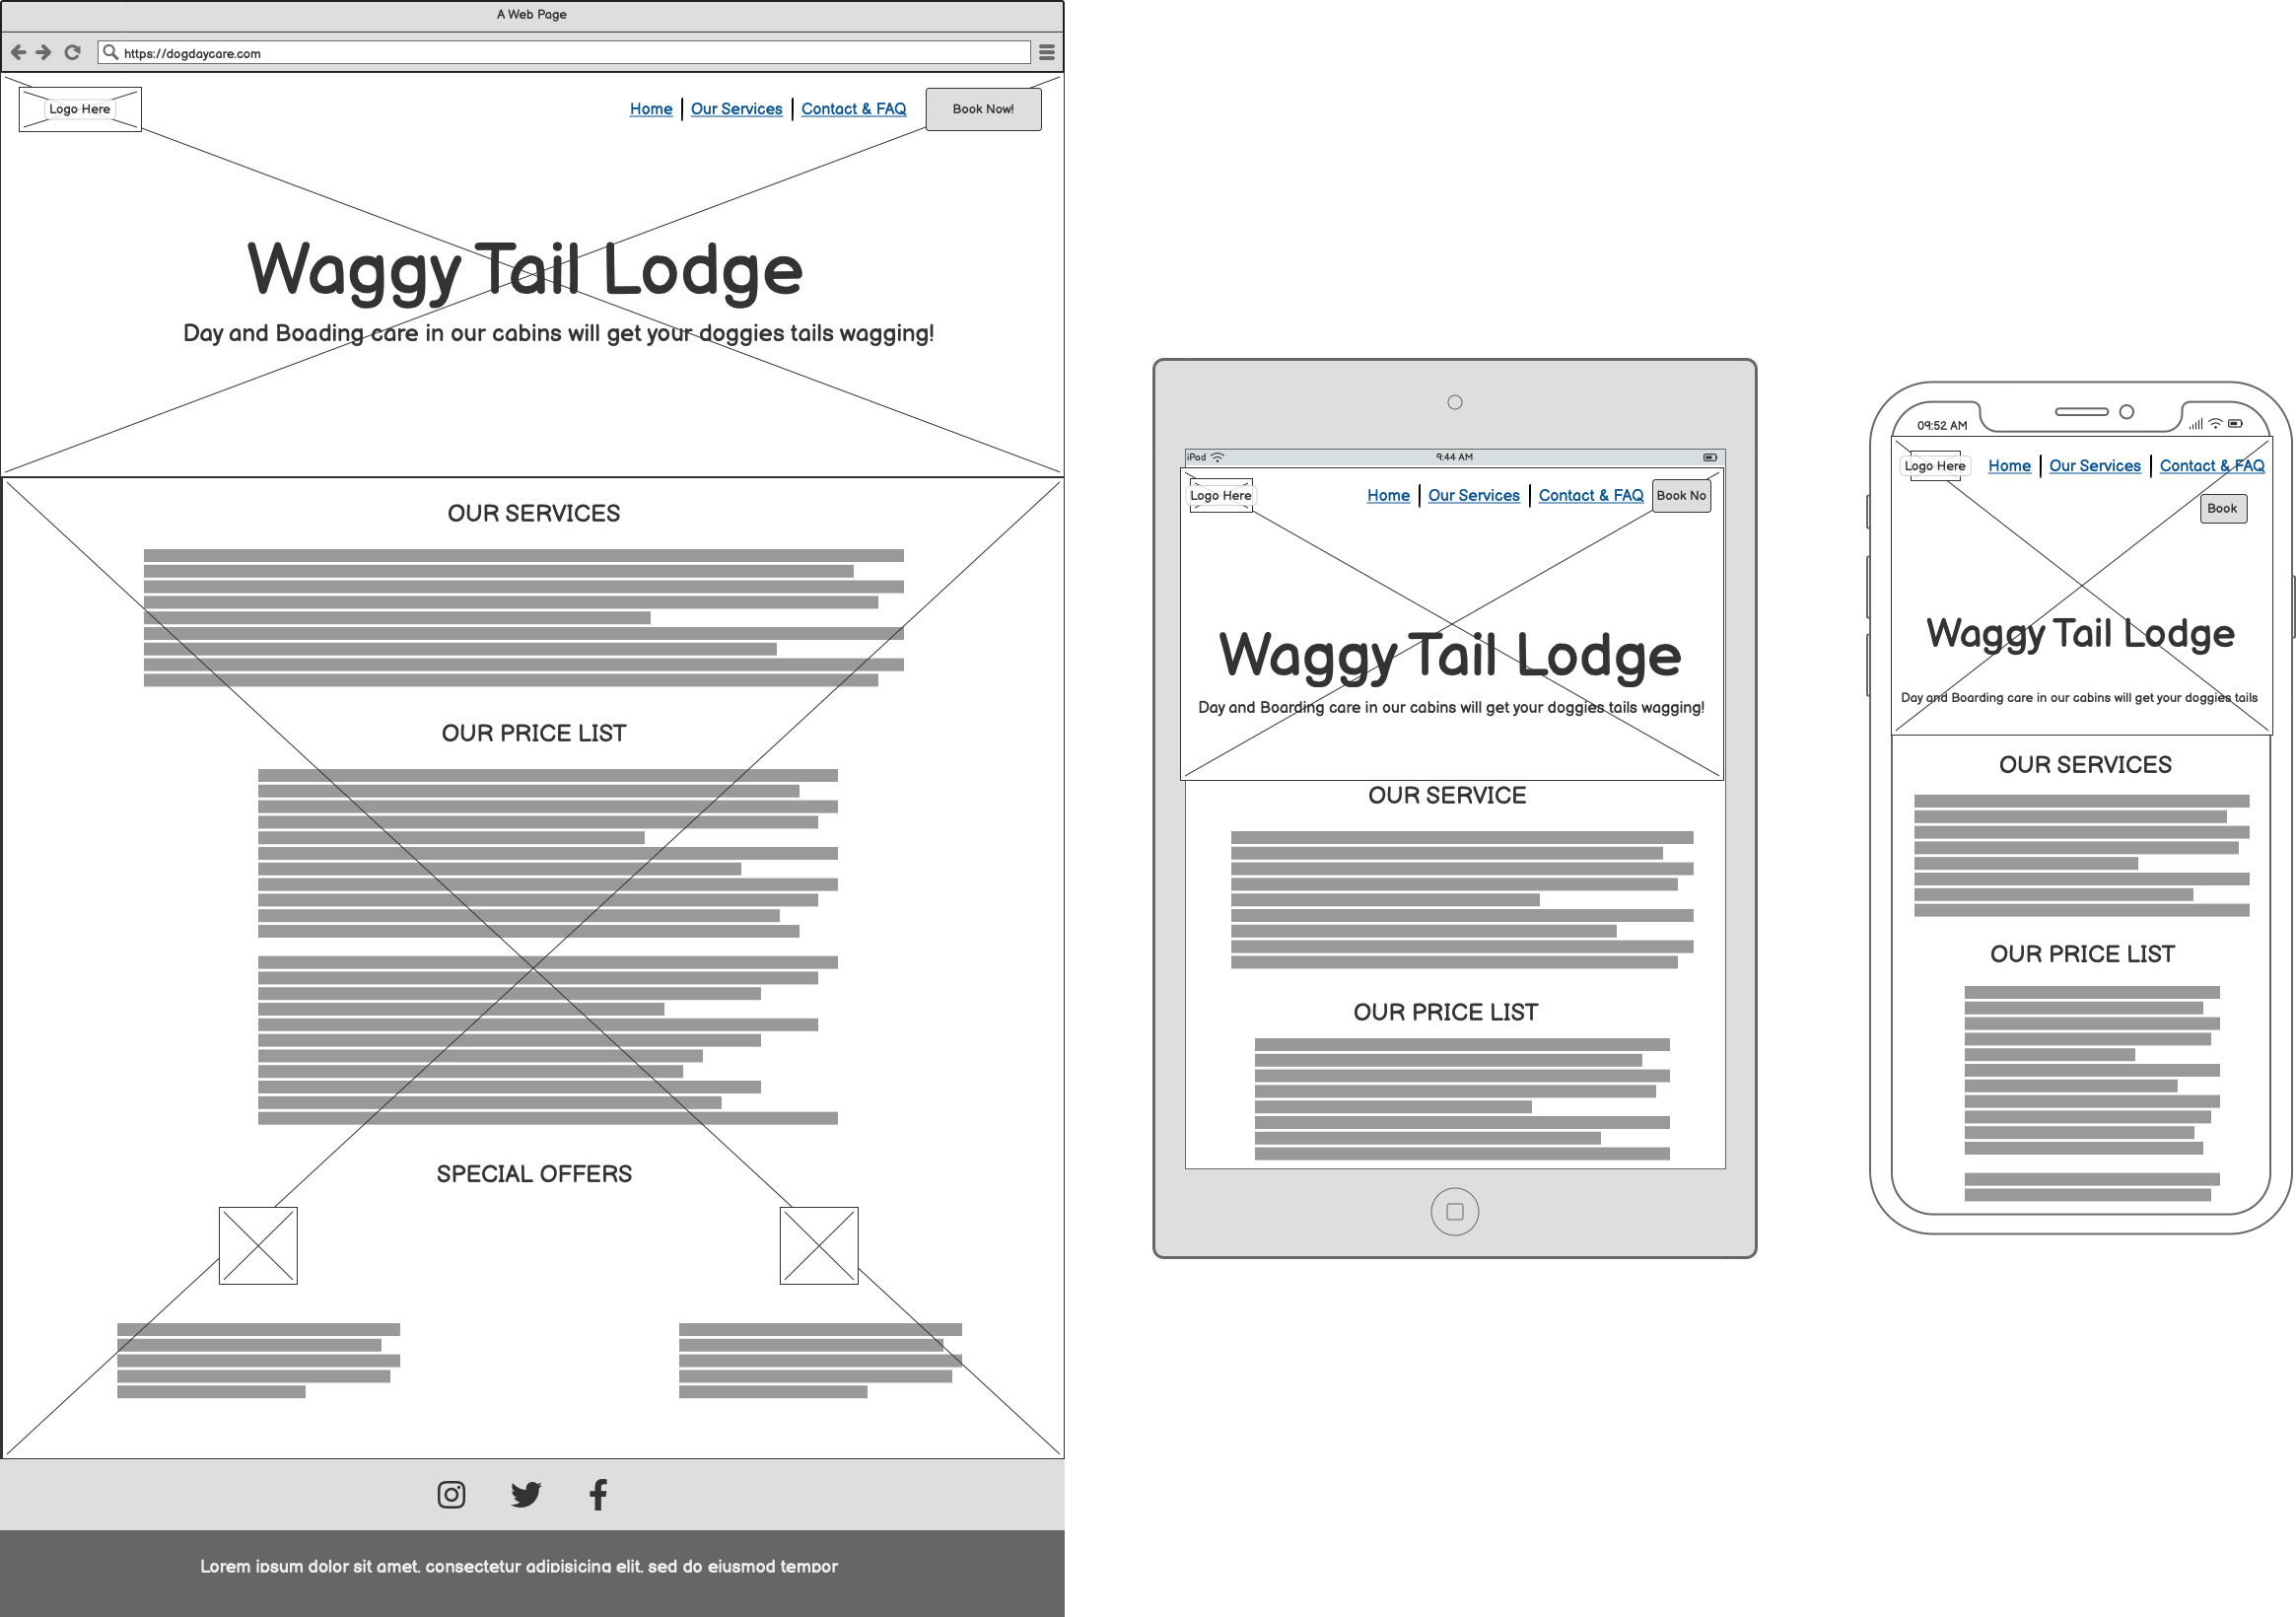 A Web Page
https://dogdaycare.com
Logo Here
Home
Our Services
Contact & FAQ
Book Now!
Waggy Tail Lodge
Day and Boading care in our cabins will get your doggies tails wagging!
OUR SERVICES
OUR PRICE LIST
SPECIAL OFFERS
Lorem ipsum dolor sit amet, consectetur adipisicing elit, sed do eiusmod tempor
iPad
9:44 AM
Logo Here
Home
Our Services
Contact & FAQ
Book No
Waggy Tail Lodge
Day and Boarding care in our cabins will get your doggies tails wagging!
OUR SERVICE
OUR PRICE LIST
09:52 AM
Logo Here
Home
Our Services
Contact & FAQ
Book
Waggy Tail Lodge
Day and Boarding care in our cabins will get your doggies tails
OUR SERVICES
OUR PRICE LIST